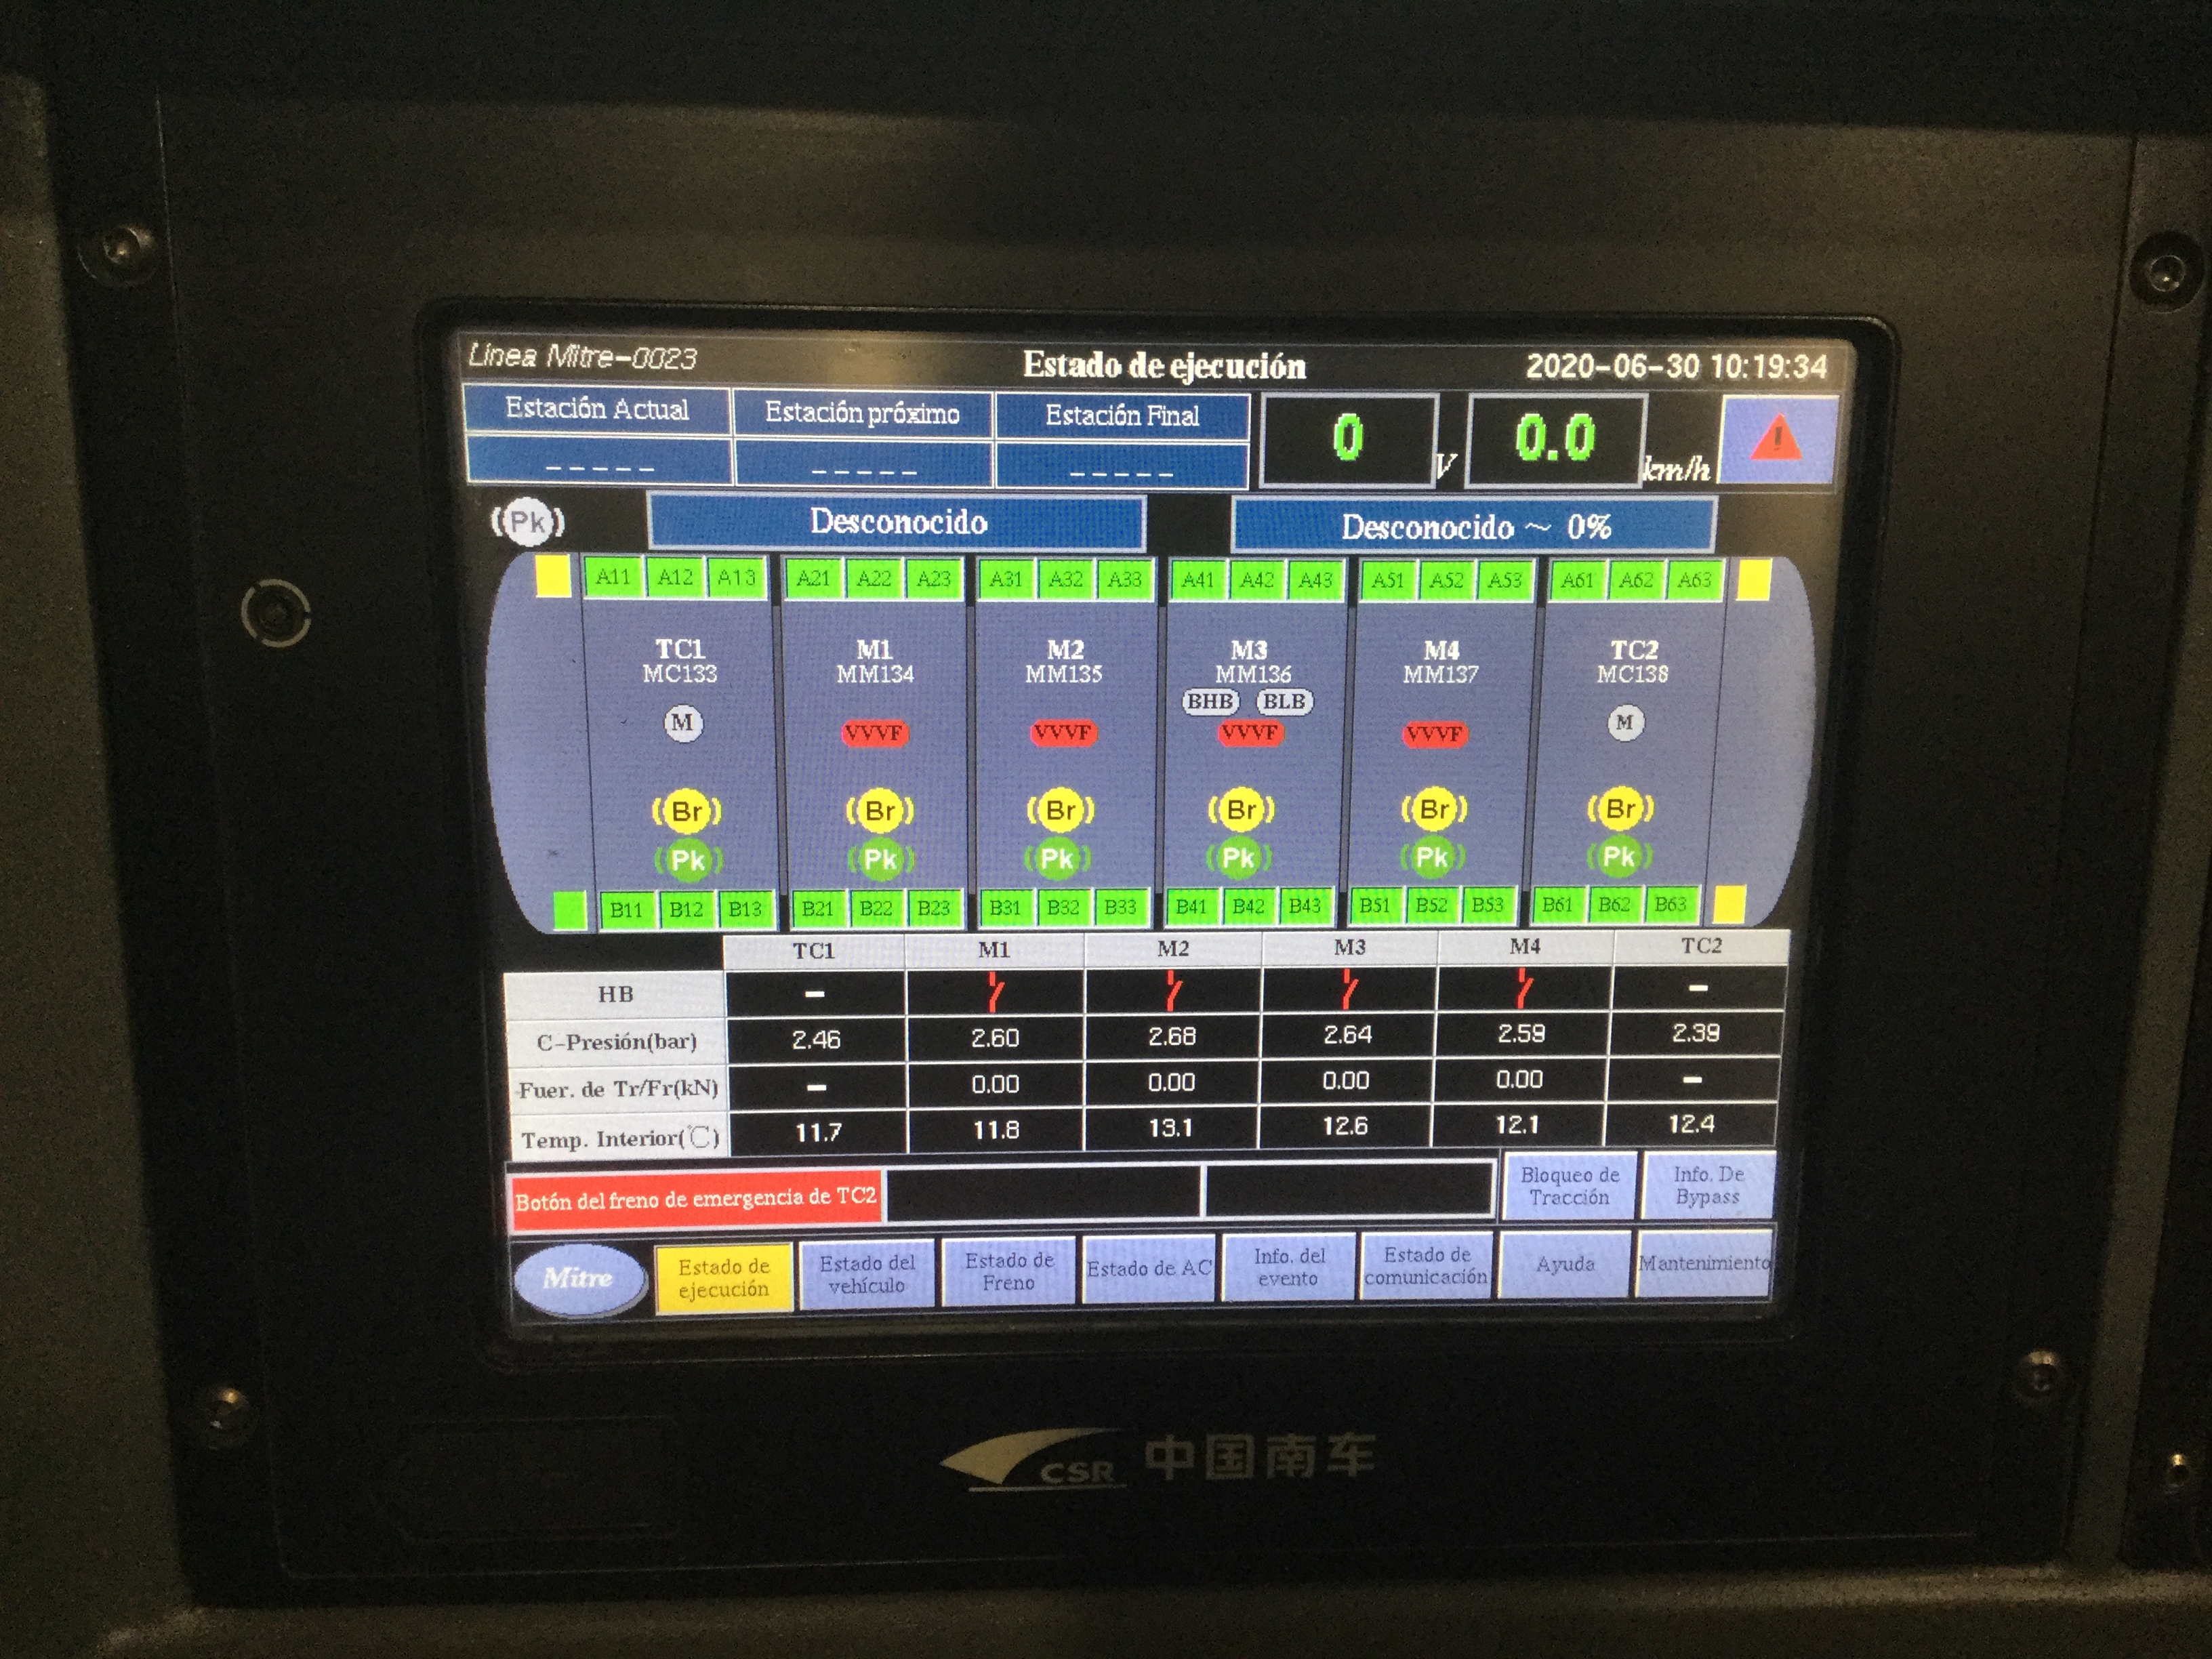 Línea Mitre-0023 Estado de ejecución 2020-06-30 10:19:34
Estación Actual Estación próximo Estación Final
0 V 0.0 km/h
_ _ _ _ _ _ _ _ _ _ _ _ _ _ _
(Pk) Desconocido Desconocido ~ 0%
A11 A12 A13 A21 A22 A23 A31 A32 A33 A41 A42 A43 A51 A52 A53 A61 A62 A63
TC1 M1 M2 M3 M4 TC2
MC133 MM134 MM135 MM136 MM137 MC138
BHB BLB
M VVVF VVVF VVVF VVVF M
(Br) (Br) (Br) (Br) (Br) (Br)
(Pk) (Pk) (Pk) (Pk) (Pk) (Pk)
B11 B12 B13 B21 B22 B23 B31 B32 B33 B41 B42 B43 B51 B52 B53 B61 B62 B63
TC1 M1 M2 M3 M4 TC2
HB - -
C-Presión(bar) 2.46 2.60 2.68 2.64 2.59 2.39
Fuer. de Tr/Fr(kN) - 0.00 0.00 0.00 0.00 -
Temp. Interior(℃) 11.7 11.8 13.1 12.6 12.1 12.4
Botón del freno de emergencia de TC2
Bloqueo de
Tracción
Info. De
Bypass
Mitre
Estado de
ejecución
Estado del
vehículo
Estado de
Freno
Estado de AC
Info. del
evento
Estado de
comunicación
Ayuda
Mantenimiento
CSR 中国南车